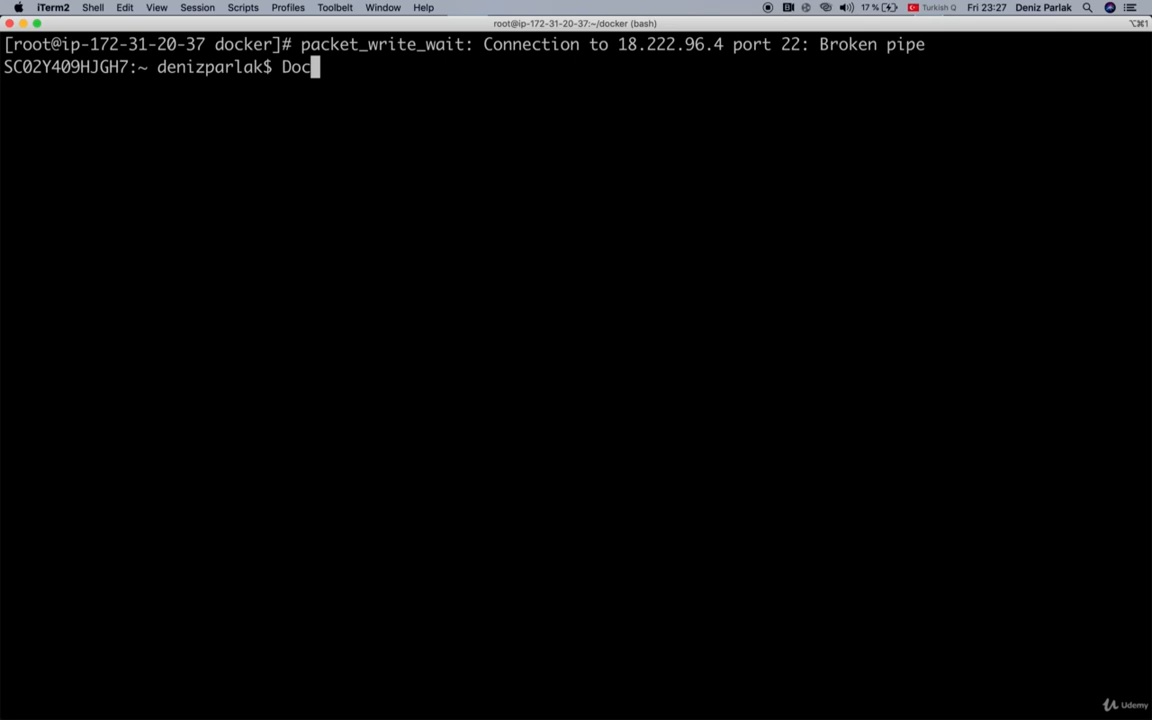 iTerm2 Shell Edit View Session Scripts Profiles Toolbelt Window Help 17 % Turkish Q Fri 23:27 Deniz Parlak
root@ip-172-31-20-37:~/docker (bash) ⌥⌘1
[root@ip-172-31-20-37 docker]# packet_write_wait: Connection to 18.222.96.4 port 22: Broken pipe
SC02Y409HJGH7:~ denizparlak$ Doc
Udemy